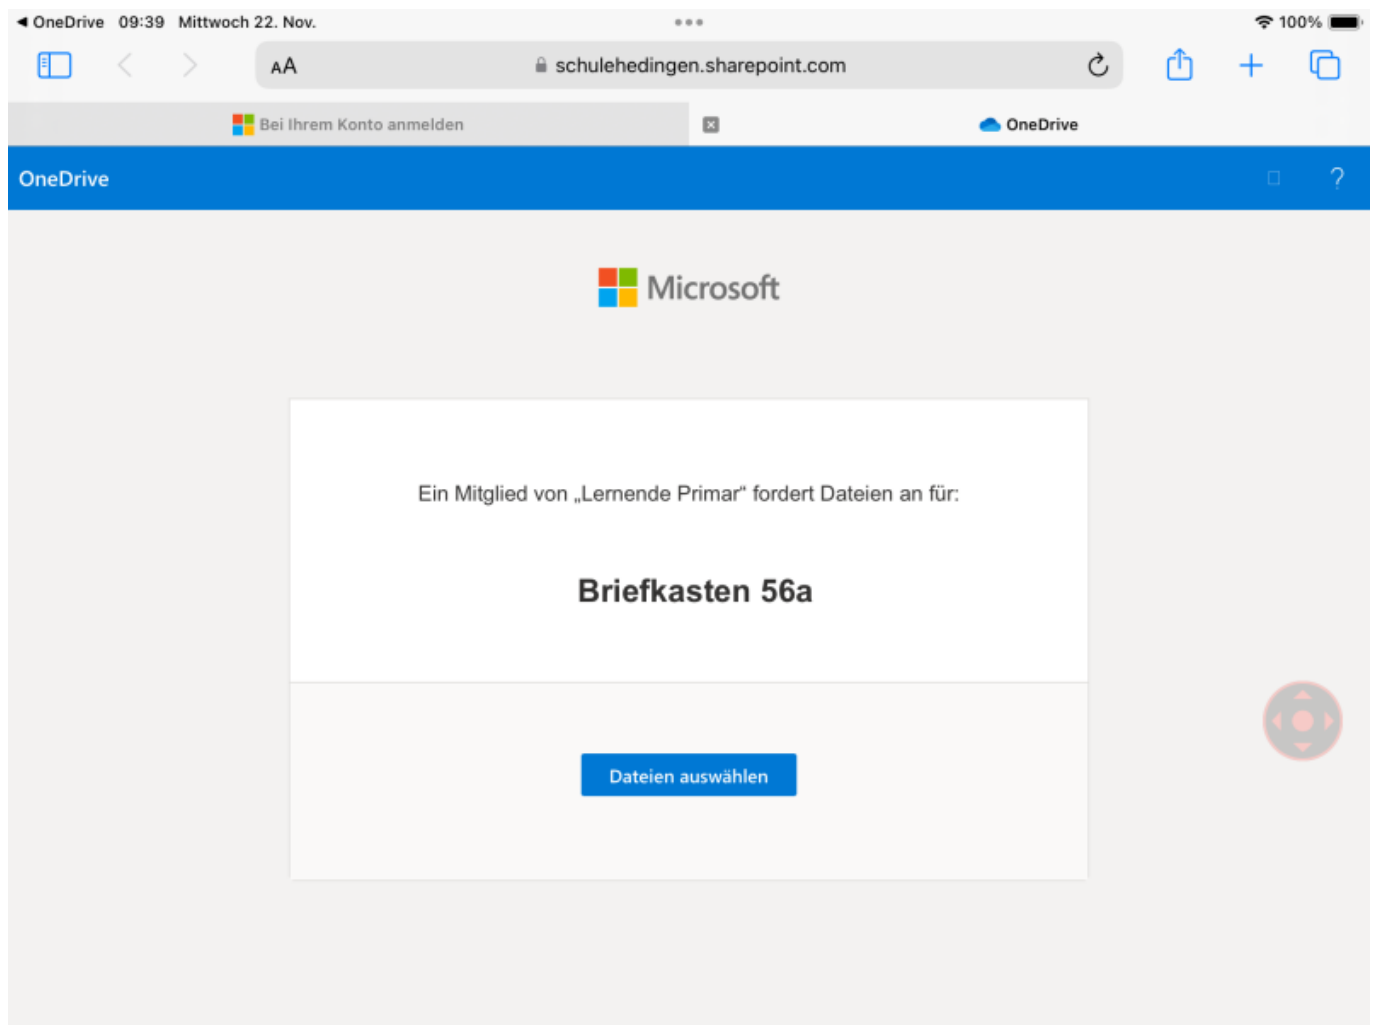 ◀ OneDrive 09:39 Mittwoch 22. Nov. 100%
AA schulehedingen.sharepoint.com
Bei Ihrem Konto anmelden OneDrive
OneDrive ?
Microsoft
Ein Mitglied von „Lernende Primar“ fordert Dateien an für:
Briefkasten 56a
Dateien auswählen